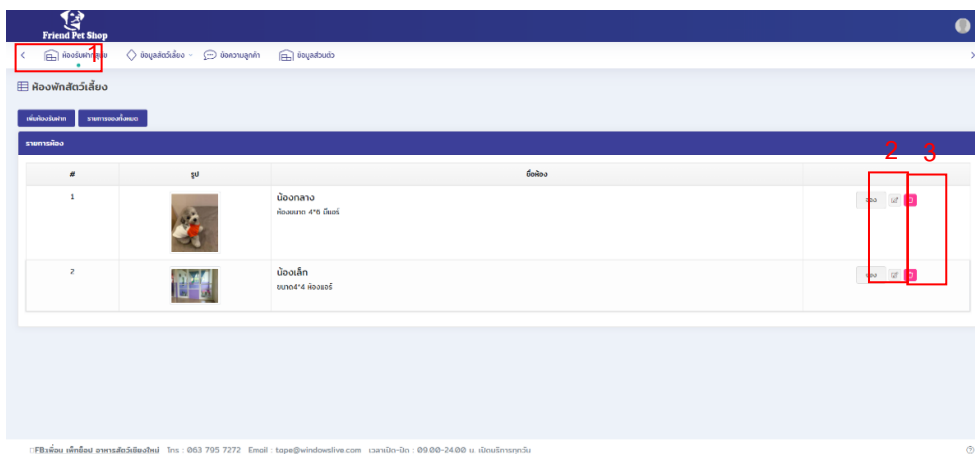 Friend Pet Shop
1
ห้องรับฝากสุนัข
ข้อมูลสัตว์เลี้ยง
ข้อความลูกค้า
ข้อมูลส่วนตัว
ห้องพักสัตว์เลี้ยง
เพิ่มห้องรับฝาก
รายการจองทั้งหมด
รายการห้อง
2 3
# รูป ชื่อห้อง
1 น้องกลาง
ห้องขนาด 4*6 มีแอร์
จอง
2 น้องเล็ก
ขนาด4*4 ห้องแอร์
จอง
FB:เพื่อน เพ็ทช็อป อาหารสัตว์เชียงใหม่ โทร : 063 795 7272 Email : tape@windowslive.com เวลาเปิด-ปิด : 09.00-24.00 น. เปิดบริการทุกวัน